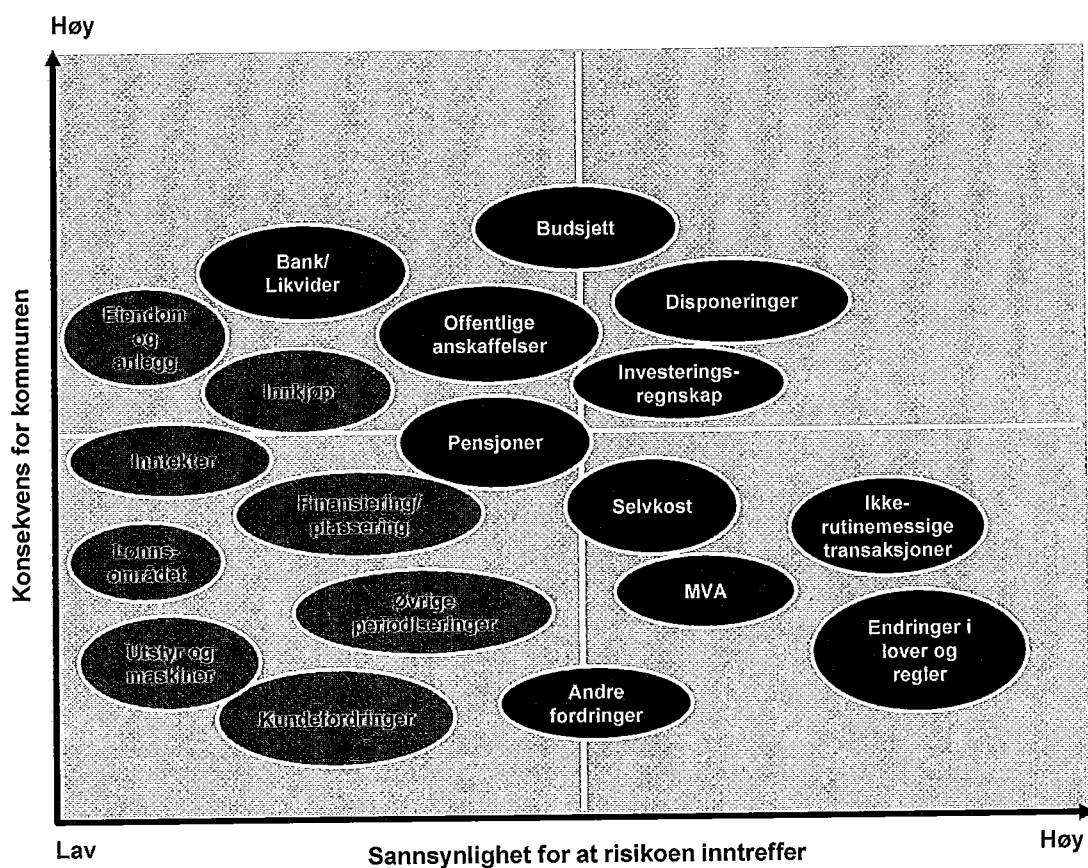 Høy
Konsekvens for kommunen
Budsjett
Bank/
Likvider
Disponeringer
Eiendom
og
anlegg
Offentlige
anskaffelser
Innkjøp
Investerings-
regnskap
Pensjoner
Inntekter
Finansiering/
plassering
Selvkost
Ikke-
rutinemessige
transaksjoner
Lønns-
området
MVA
Øvrige
periodiseringer
Endringer i
lover og
regler
Utstyr og
maskiner
Kundefordringer
Andre
fordringer
Lav
Sannsynlighet for at risikoen inntreffer
Høy